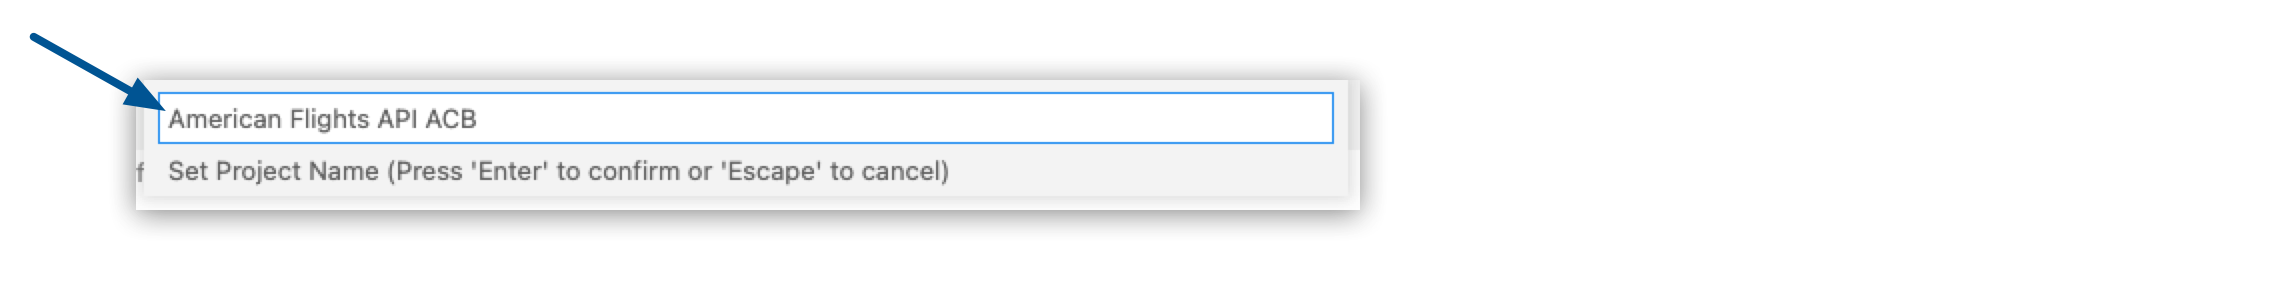 American Flights API ACB
f
Set Project Name (Press 'Enter' to confirm or 'Escape' to cancel)